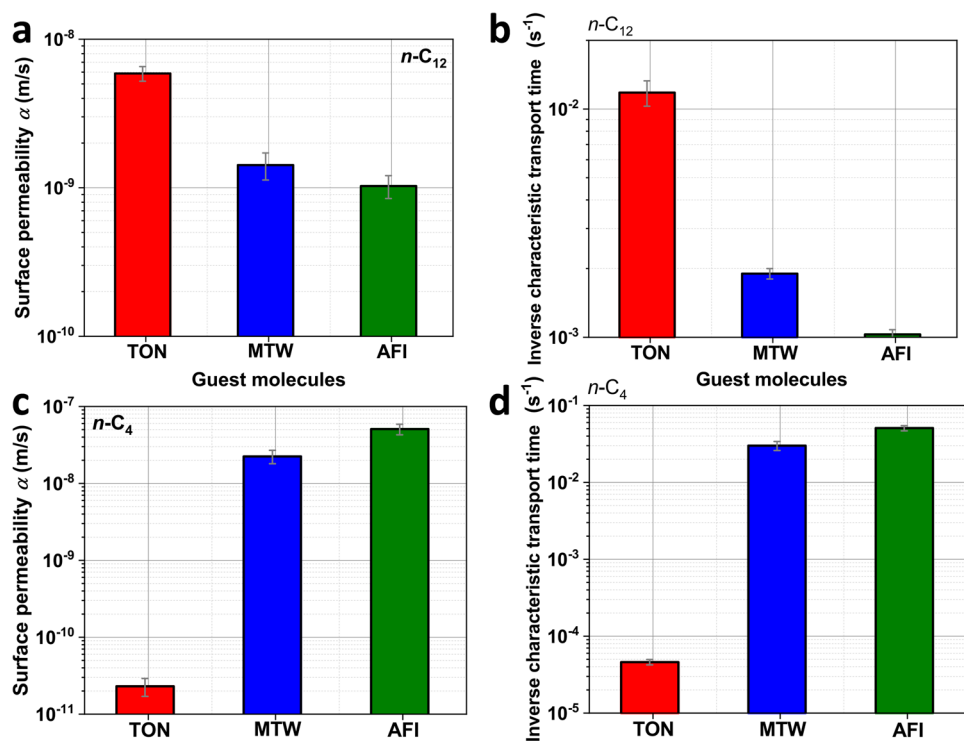 a
n-C₁₂
Surface permeability α (m/s)
10⁻⁸
10⁻⁹
10⁻¹⁰
TON MTW AFI
Guest molecules
b
n-C₁₂
Inverse characteristic transport time (s⁻¹)
10⁻²
10⁻³
TON MTW AFI
Guest molecules
c
n-C₄
Surface permeability α (m/s)
10⁻⁷
10⁻⁸
10⁻⁹
10⁻¹⁰
10⁻¹¹
TON MTW AFI
d
n-C₄
Inverse characteristic transport time (s⁻¹)
10⁻¹
10⁻²
10⁻³
10⁻⁴
10⁻⁵
TON MTW AFI